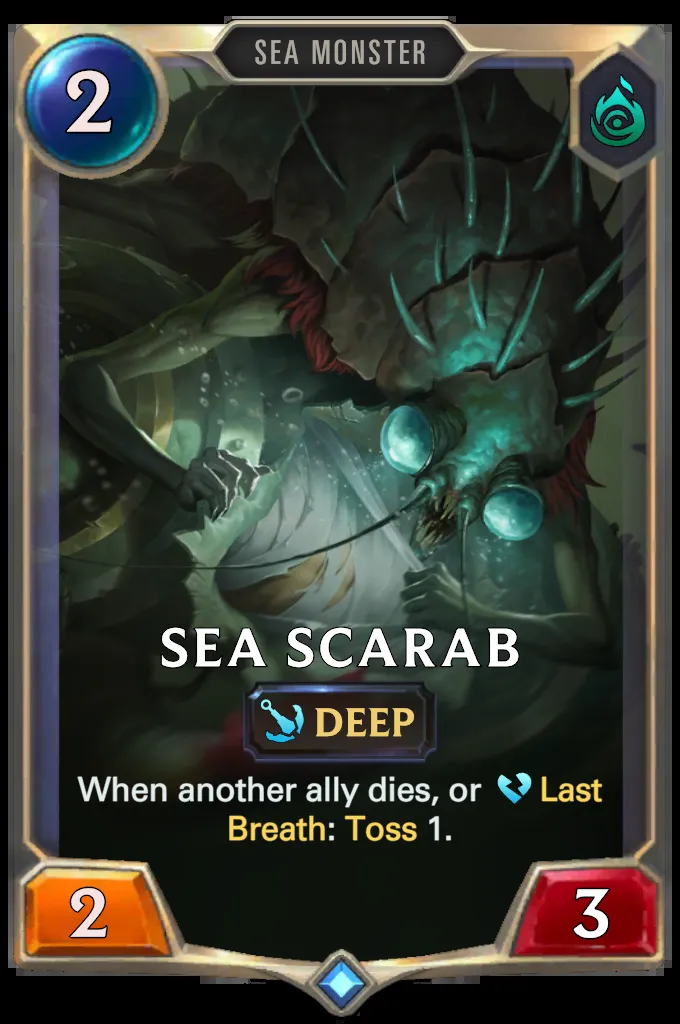 SEA MONSTER
2
SEA SCARAB
DEEP
When another ally dies, or Last
Breath: Toss 1.
2
3